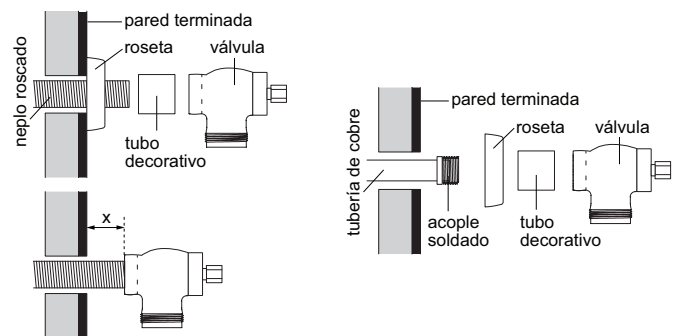 pared terminada
roseta
válvula
neplo roscado
tubo
decorativo
x
pared terminada
roseta
válvula
tubería de cobre
acople
soldado
tubo
decorativo